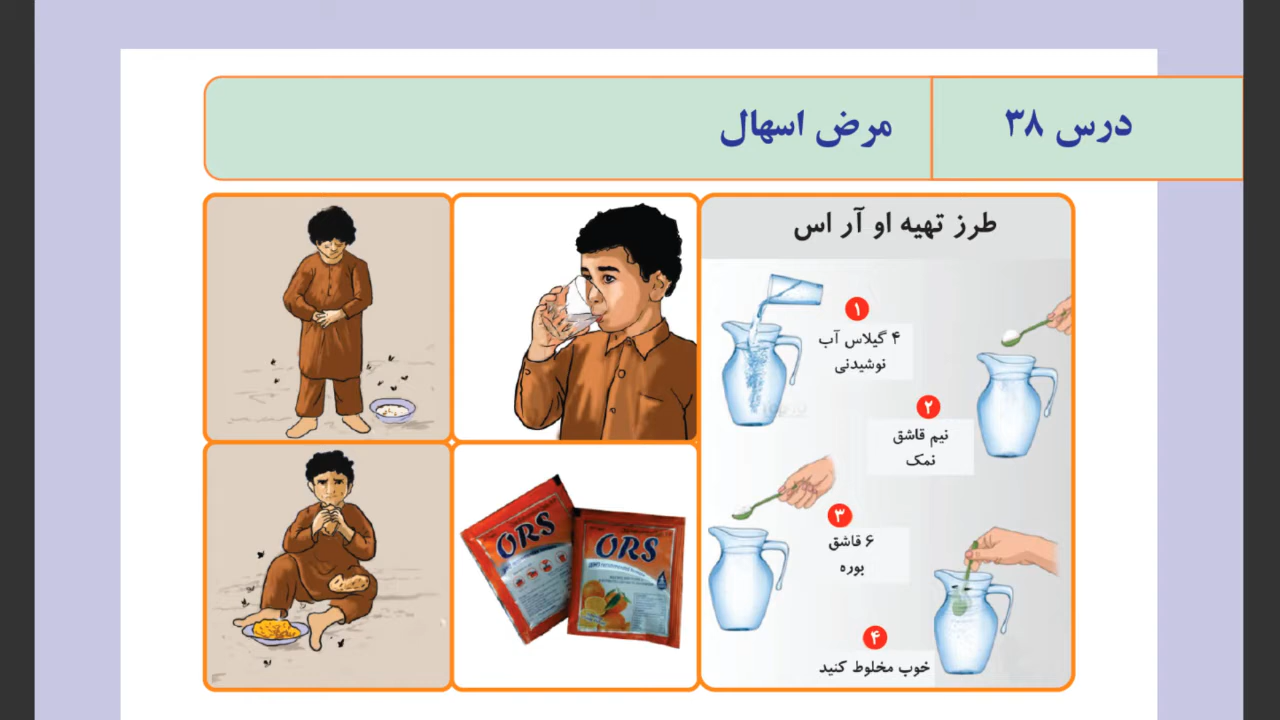 درس ۳۸
مرض اسهال
طرز تهیه او آر اس
۱
۴ گیلاس آب
نوشیدنی
۲
نیم قاشق
نمک
۳
۶ قاشق
بوره
۴
خوب مخلوط کنید
ORS
ORS